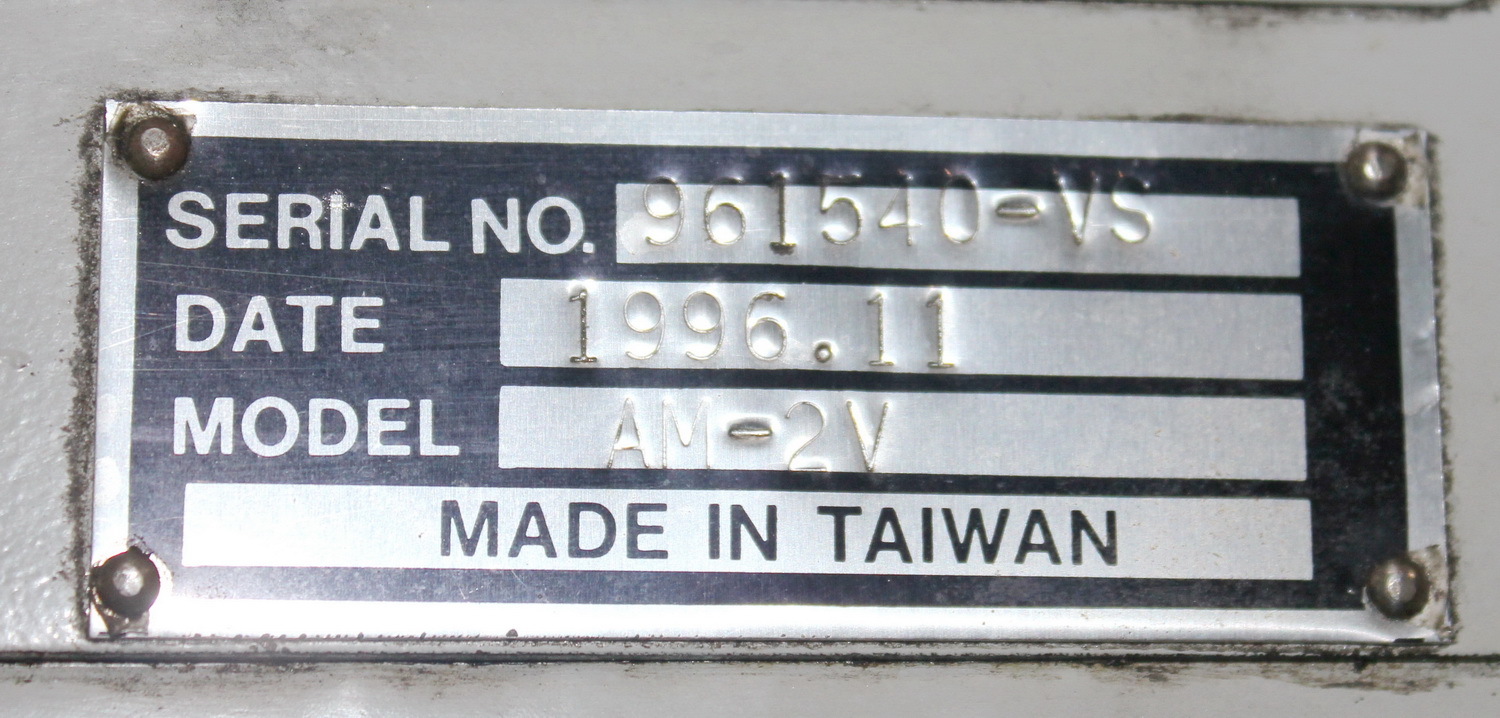 SERIAL NO. 961540-VS
DATE 1996.11
MODEL AM-2V
MADE IN TAIWAN